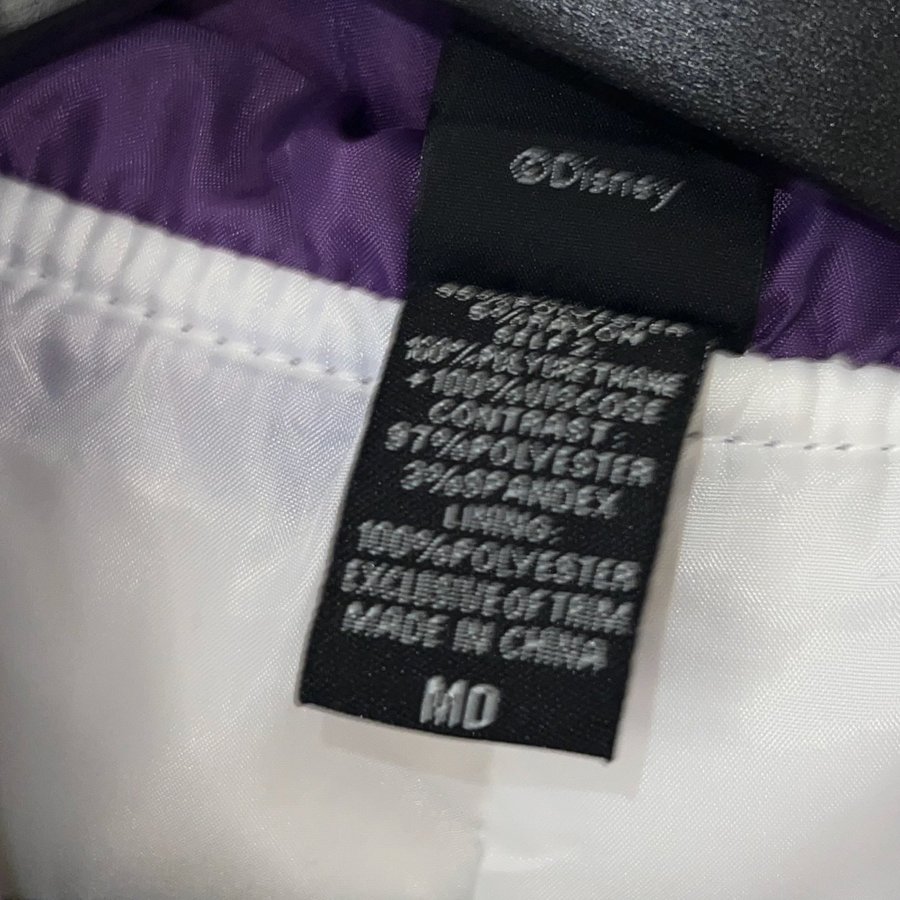 ©Disney
SELF 2:
100%POLYURETHANE
+100%VISCOSE
CONTRAST:
97%POLYESTER
3%SPANDEX
LINING:
100%POLYESTER
EXCLUSIVE OF TRIM
MADE IN CHINA
MD